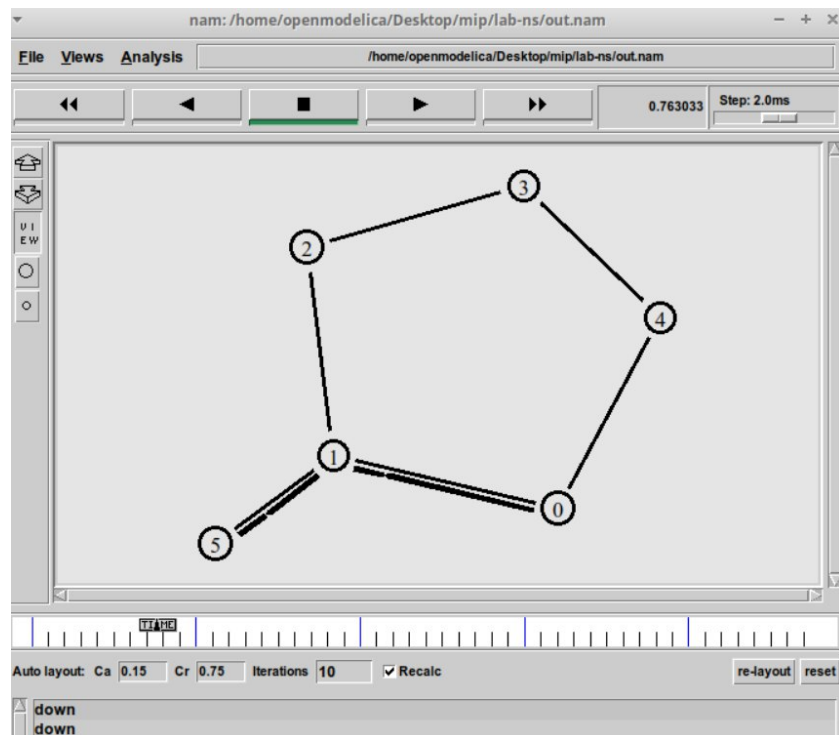 nam: /home/openmodelica/Desktop/mip/lab-ns/out.nam
File Views Analysis /home/openmodelica/Desktop/mip/lab-ns/out.nam
0.763033 Step: 2.0ms
VI
EW
3
2
4
1
0
5
TIME
Auto layout: Ca 0.15 Cr 0.75 Iterations 10 Recalc re-layout reset
down
down